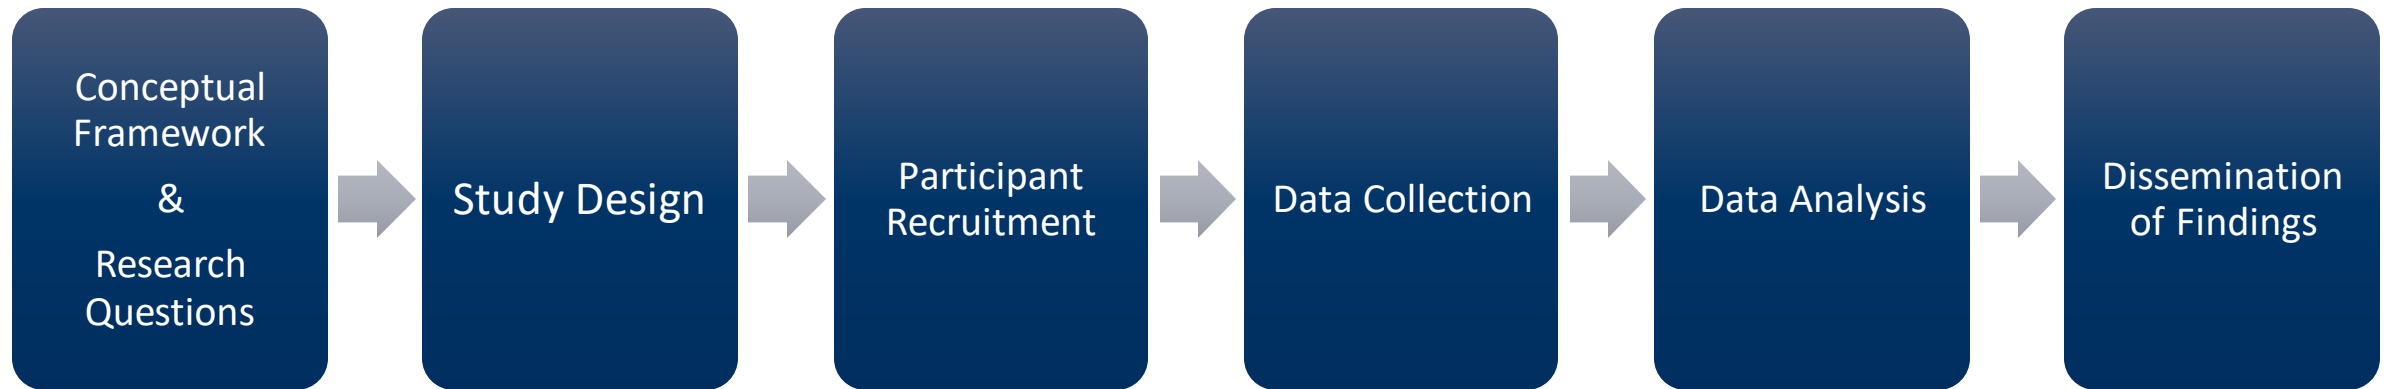 Conceptual
Framework
&
Research
Questions
Study Design
Participant
Recruitment
Data Collection
Data Analysis
Dissemination
of Findings